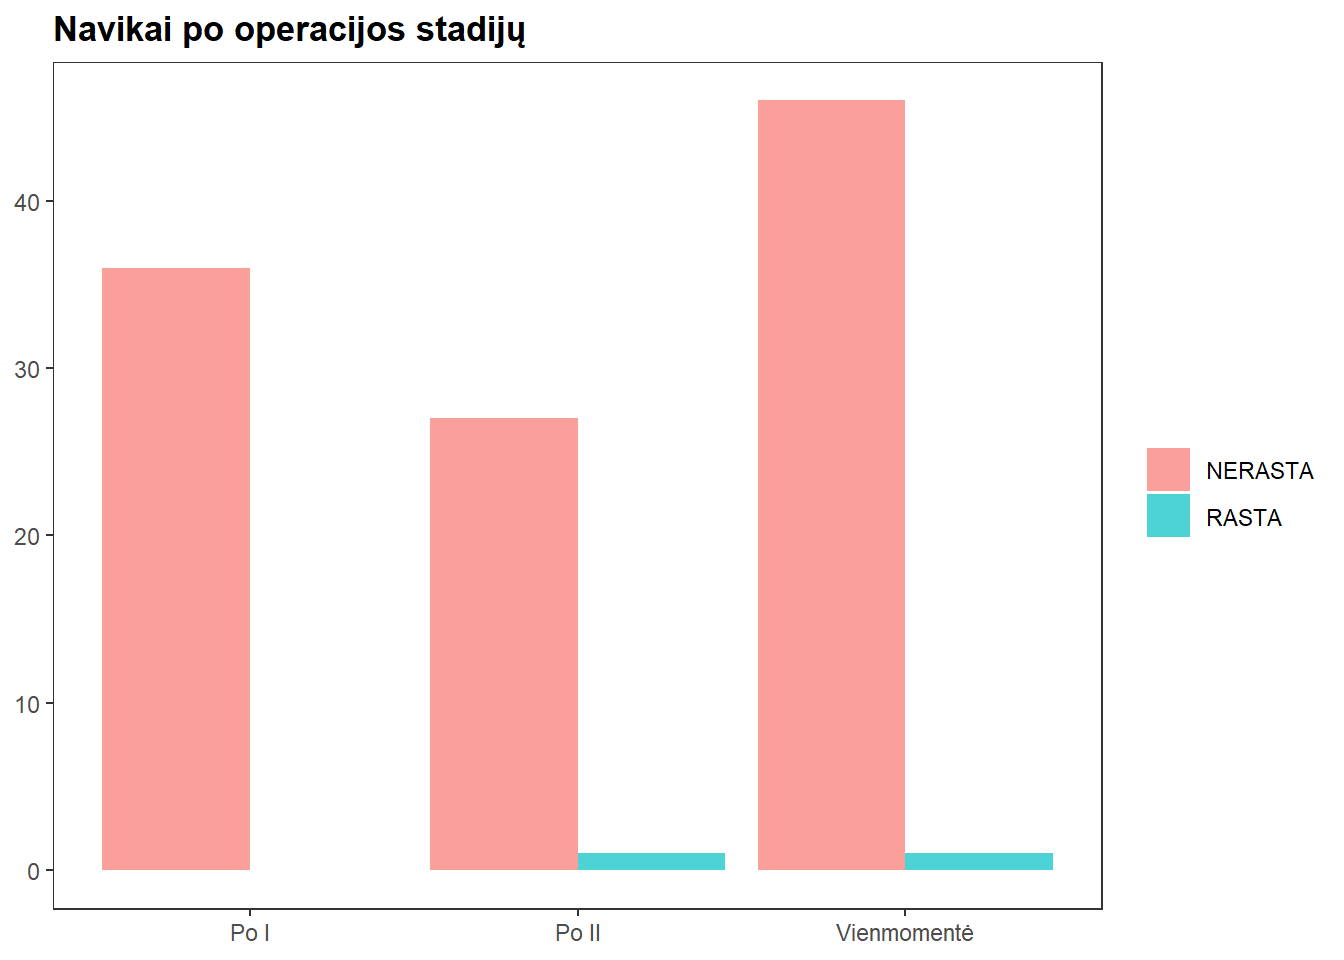 Navikai po operacijos stadijų
40
30
20
10
0
Po I
Po II
Vienmomentė
NERASTA
RASTA